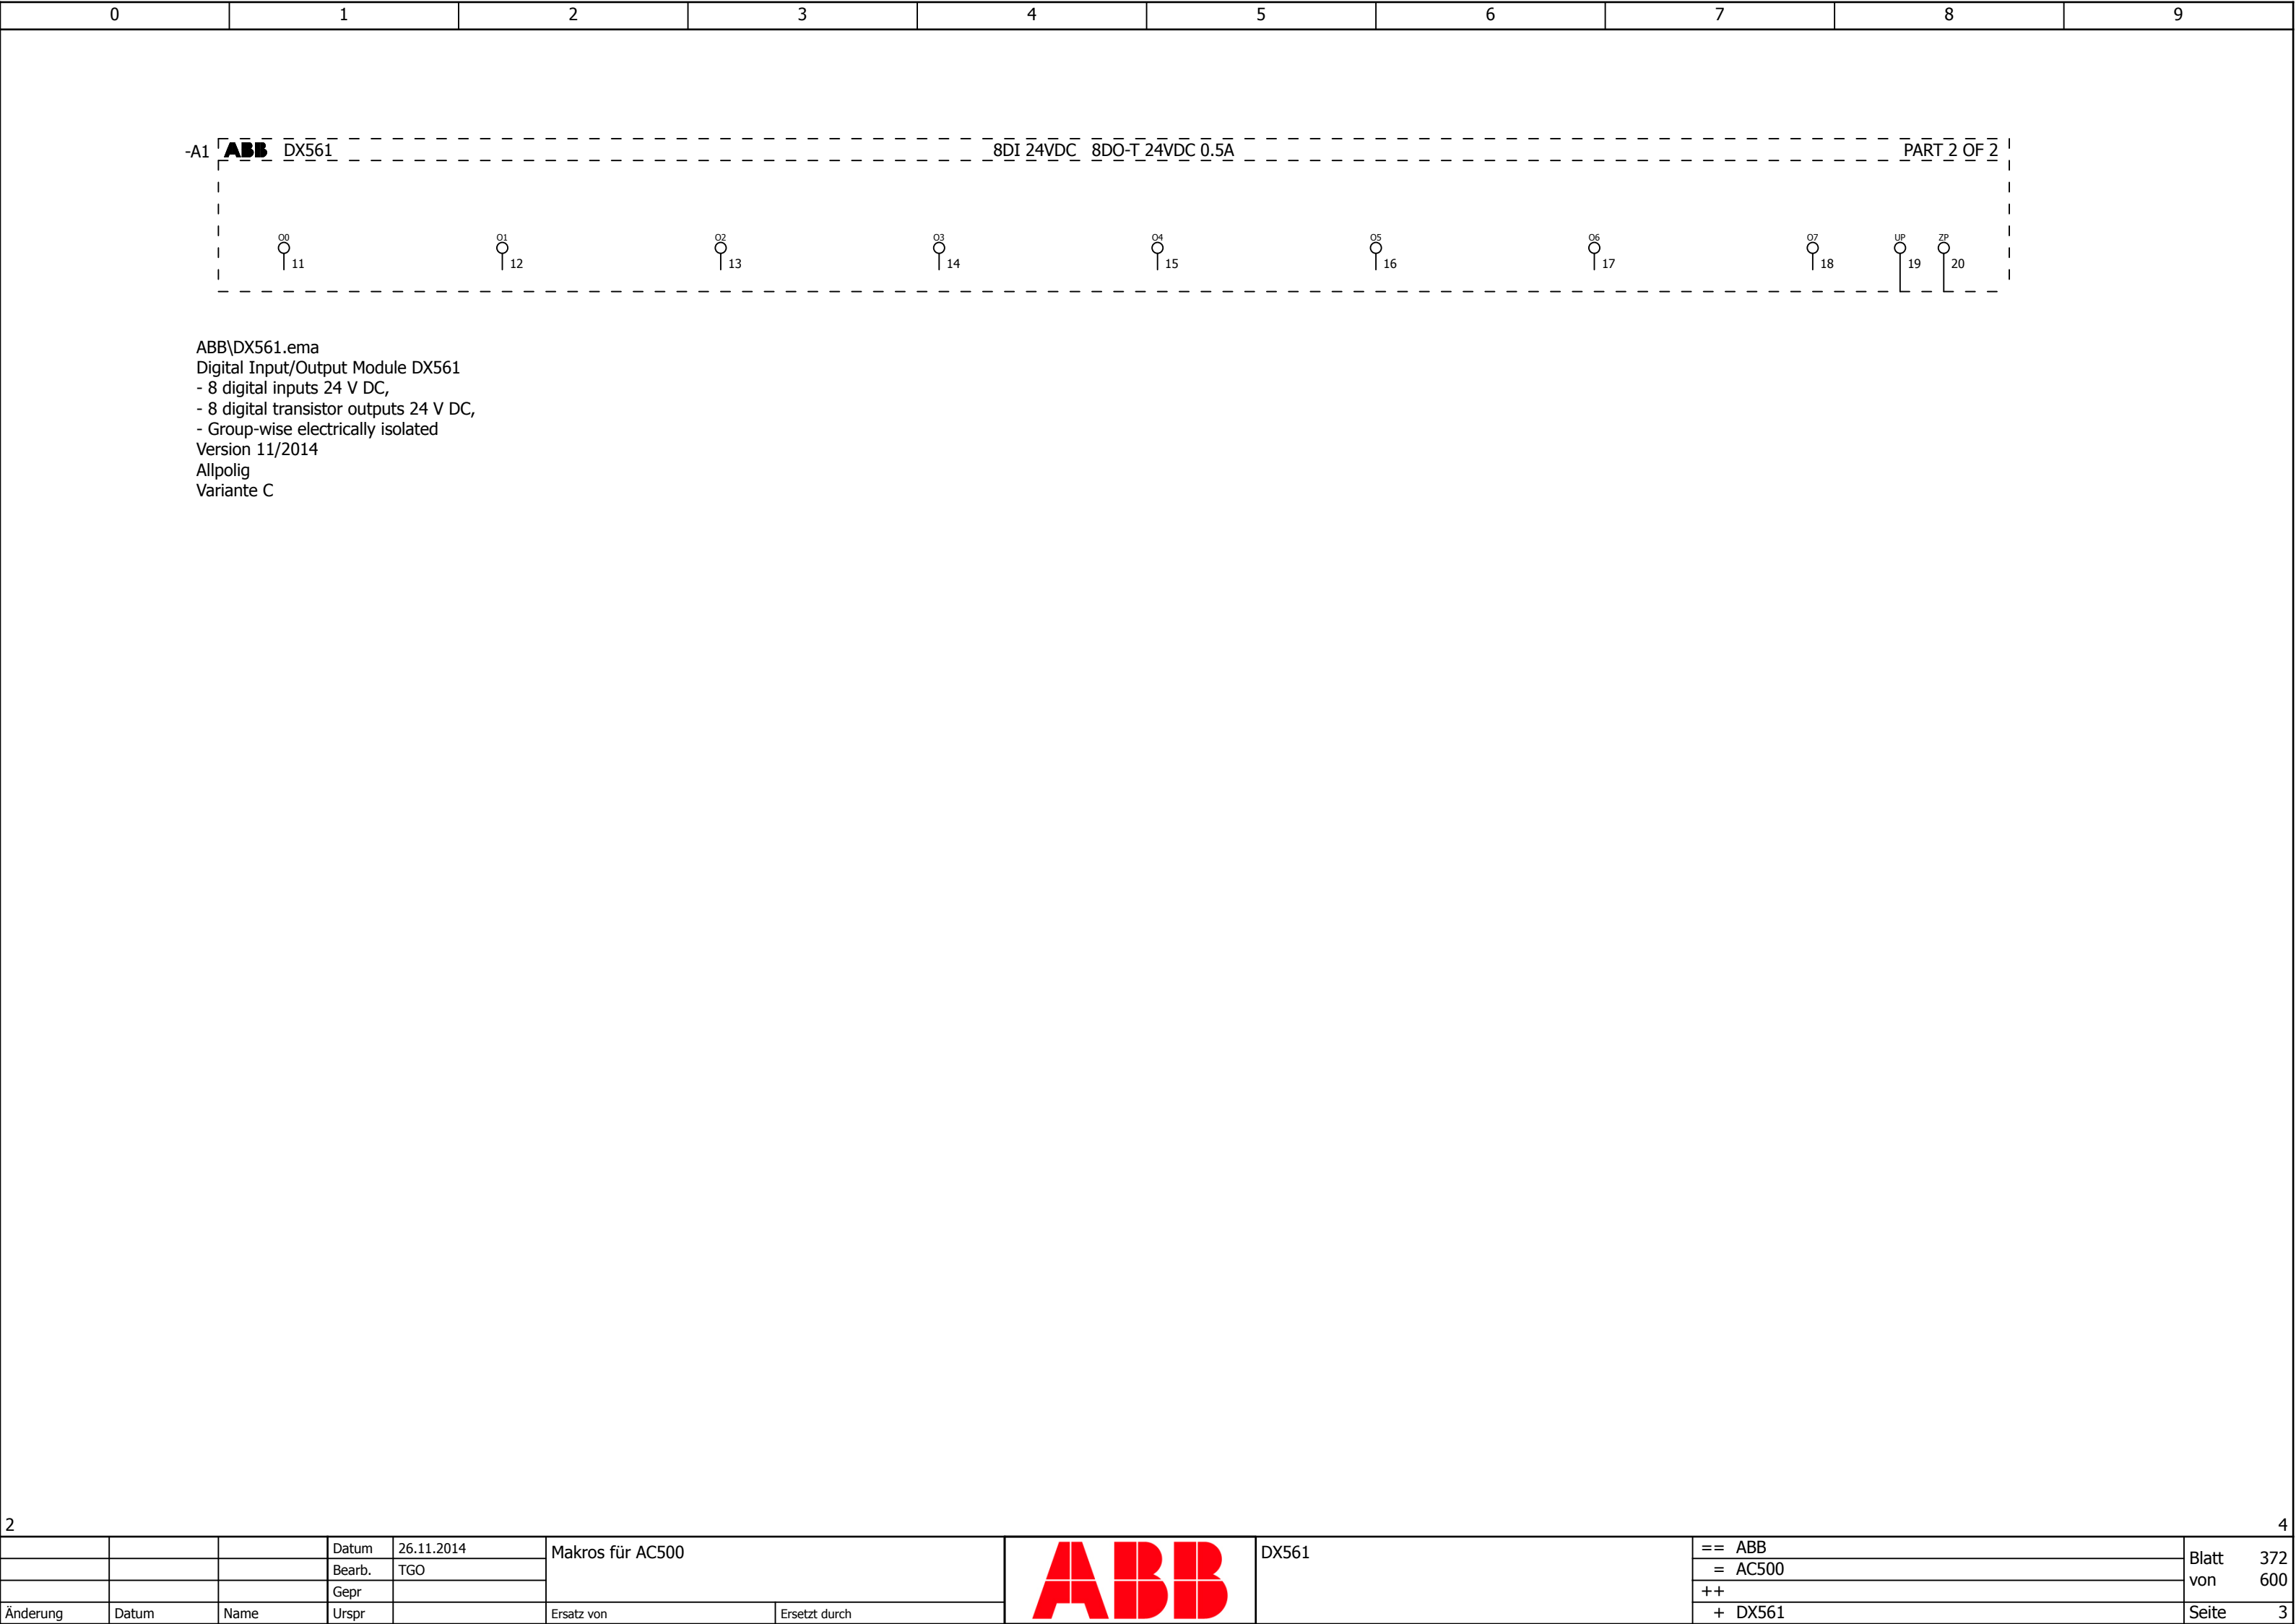 0 1 2 3 4 5 6 7 8 9
-A1 ABB DX561 8DI 24VDC 8DO-T 24VDC 0.5A PART 2 OF 2
O0 O1 O2 O3 O4 O5 O6 O7 UP ZP
11 12 13 14 15 16 17 18 19 20
ABB\DX561.ema
Digital Input/Output Module DX561
- 8 digital inputs 24 V DC,
- 8 digital transistor outputs 24 V DC,
- Group-wise electrically isolated
Version 11/2014
Allpolig
Variante C
2 4
Datum 26.11.2014 Makros für AC500 ABB DX561 == ABB Blatt 372
Bearb. TGO = AC500 von 600
Gepr ++
Änderung Datum Name Urspr Ersatz von Ersetzt durch + DX561 Seite 3